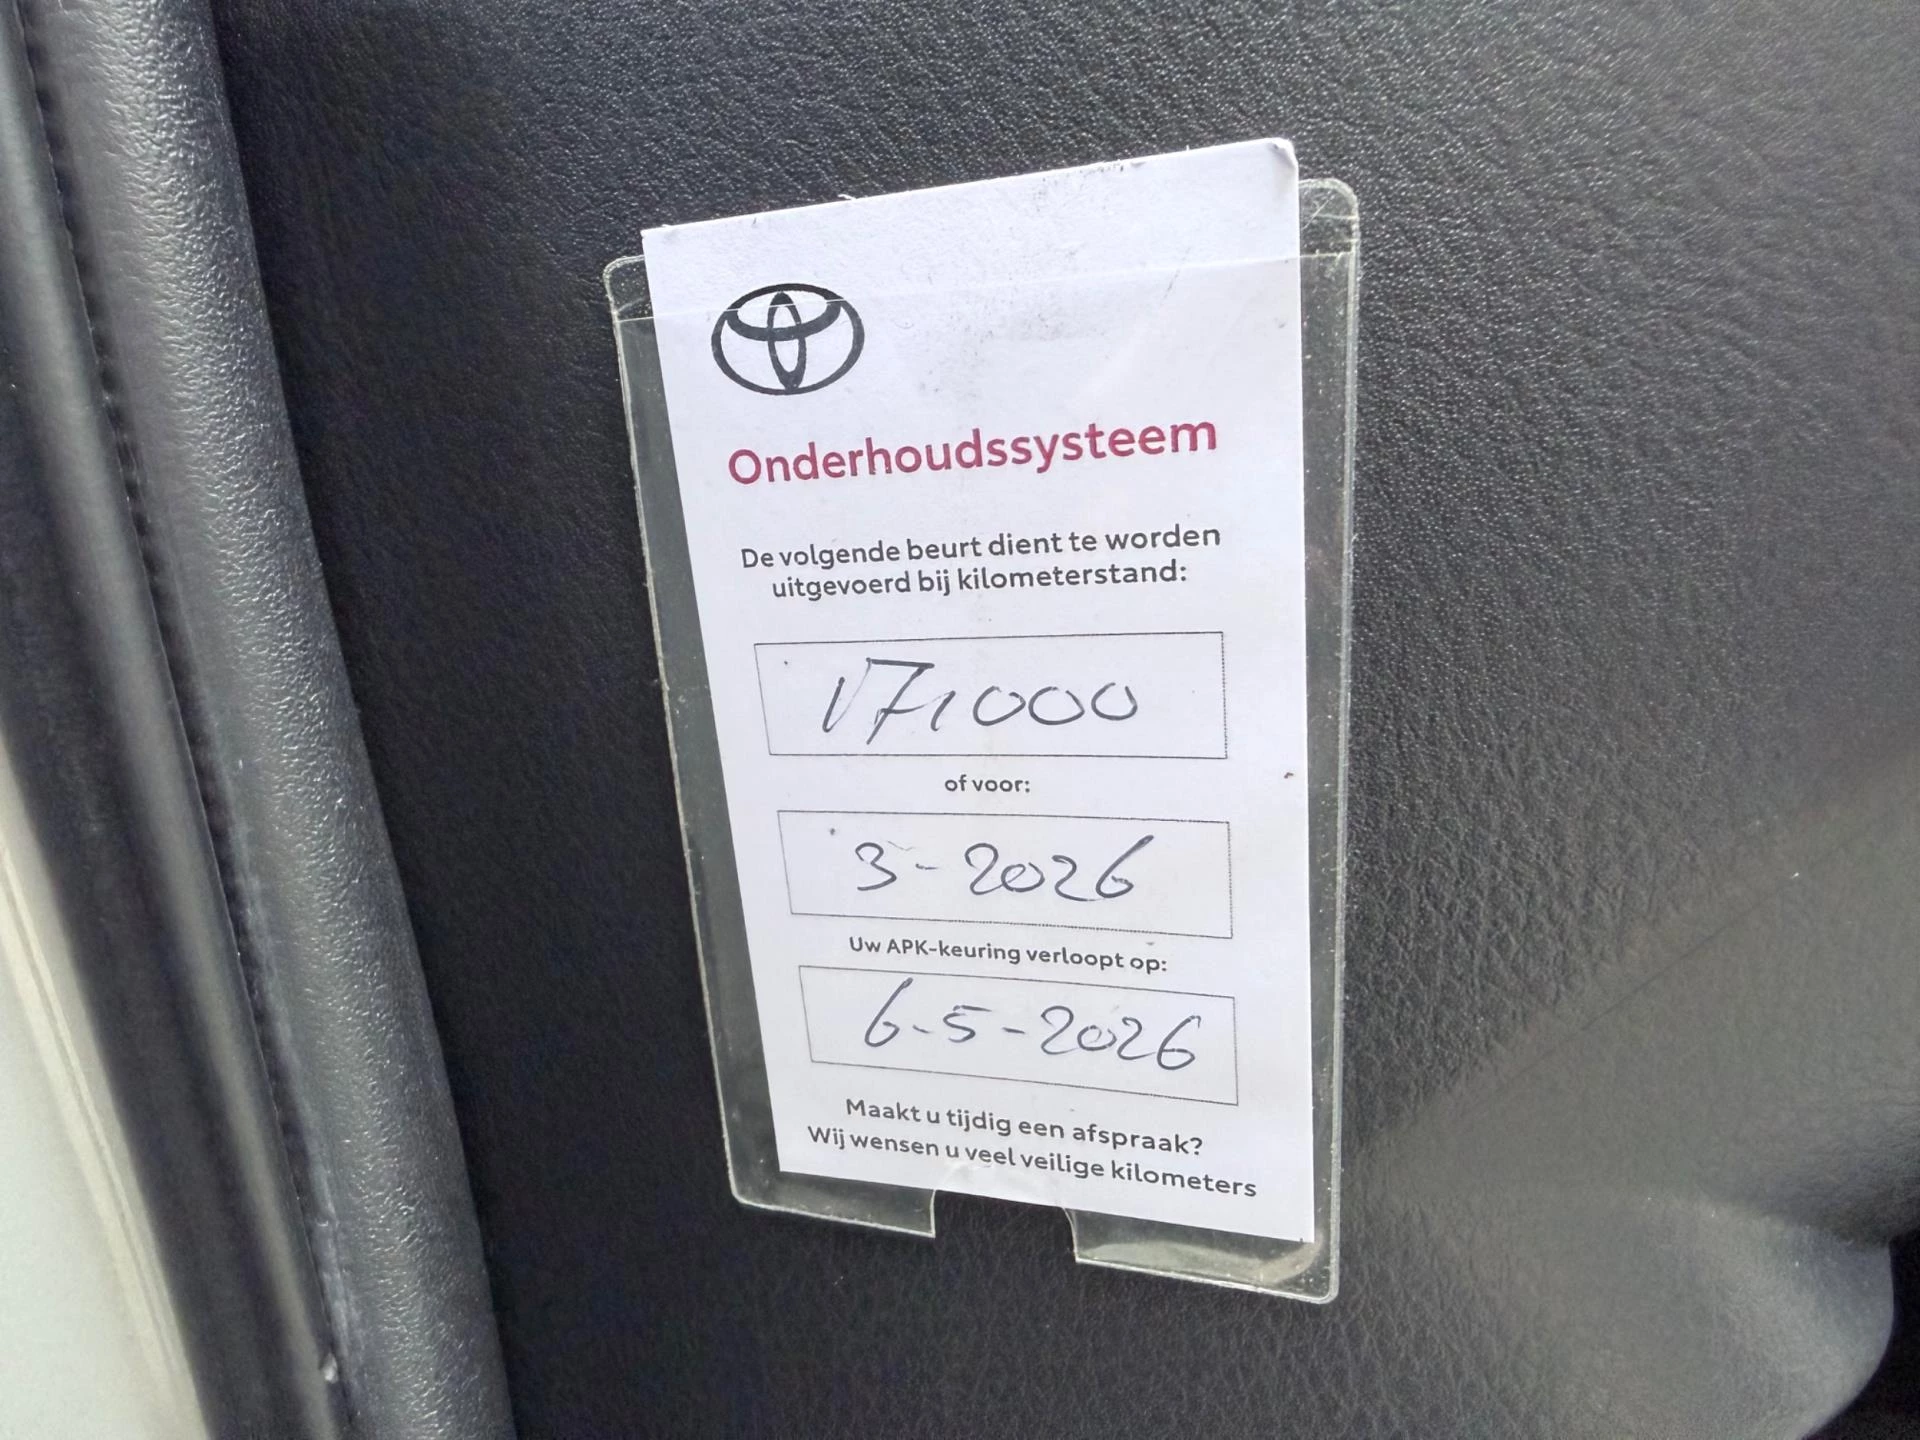 Onderhoudssysteem
De volgende beurt dient te worden
uitgevoerd bij kilometerstand:
171000
of voor:
3-2026
Uw APK-keuring verloopt op:
6-5-2026
Maakt u tijdig een afspraak?
Wij wensen u veel veilige kilometers